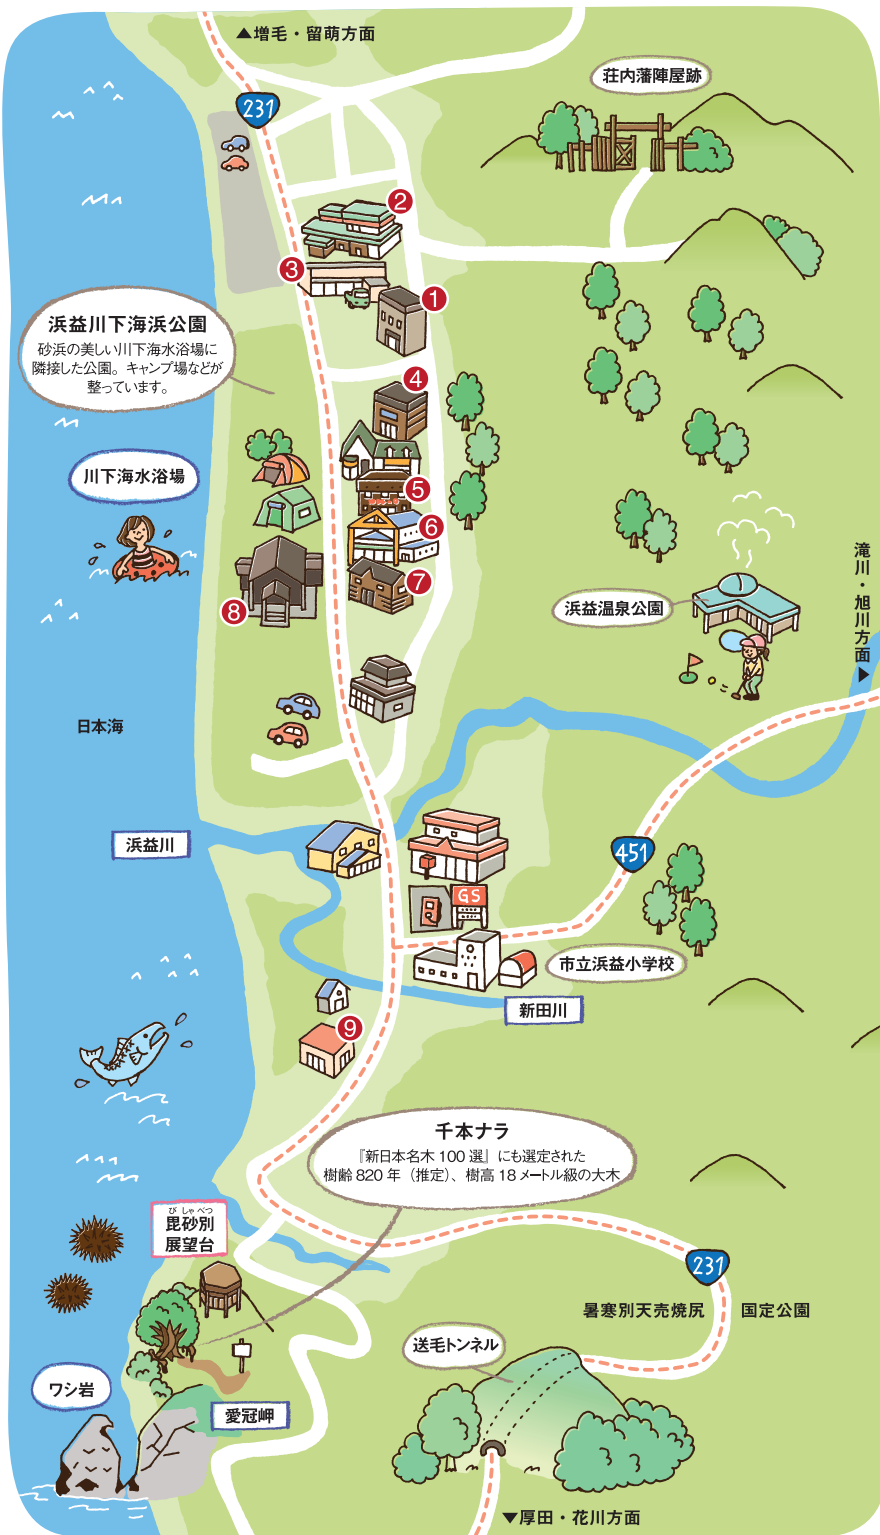 ▲増毛・留萌方面
荘内藩陣屋跡
231
2
3
1
浜益川下海浜公園
砂浜の美しい川下海水浴場に
隣接した公園。キャンプ場などが
整っています。
4
川下海水浴場
5
6
7
8
滝川・旭川方面▶
浜益温泉公園
日本海
浜益川
451
GS
市立浜益小学校
新田川
9
千本ナラ
『新日本名木100選』にも選定された
樹齢820年（推定）、樹高18メートル級の大木
びしゃべつ
毘砂別
展望台
231
暑寒別天売焼尻 国定公園
送毛トンネル
ワシ岩
愛冠岬
▼厚田・花川方面